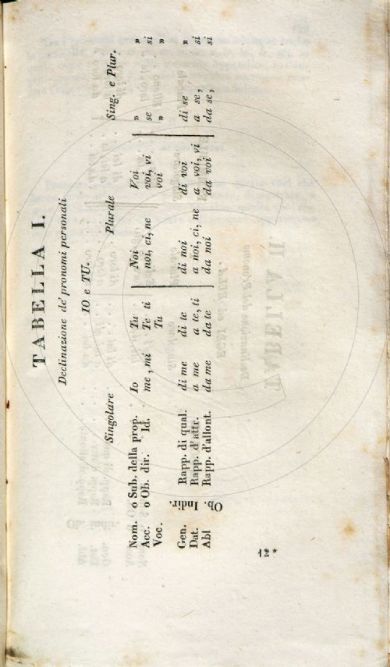 TABELLA I.
Declinazione de' pronomi personali
IO e TU.
Singolare Plurale Sing. e Plur.
Nom. o Sub. della prop. Io Tu Noi Voi » »
Acc. o Ob. dir. Id. me, mi Te ti noi, ci, ne voi, vi se si
Voc. Tu voi » »
Ob. Indir.
Gen. Rapp. di qual. di me di te di noi di voi di se si
Dat. Rapp. d'attr. a me a te, ti a noi, ci, ne a voi, vi a se, si
Abl Rapp. d'allont. da me da te da noi da voi da se, si
12*